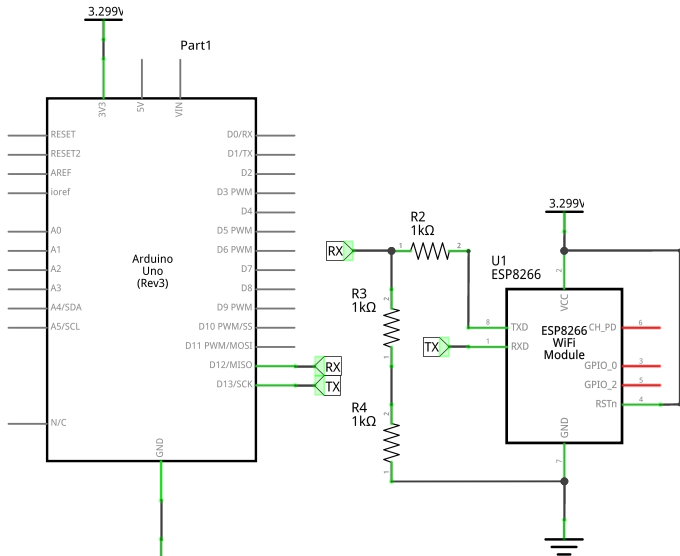 3.299V
Part1
3V3
5V
VIN
RESET
RESET2
AREF
ioref
A0
A1
A2
A3
A4/SDA
A5/SCL
N/C
Arduino
Uno
(Rev3)
D0/RX
D1/TX
D2
D3 PWM
D4
D5 PWM
D6 PWM
D7
D8
D9 PWM
D10 PWM/SS
D11 PWM/MOSI
D12/MISO
D13/SCK
GND
RX
TX
RX
R2
1kΩ
1
2
R3
1kΩ
2
1
R4
1kΩ
2
1
TX
3.299V
U1
ESP8266
2
VCC
8
TXD
1
RXD
ESP8266
WiFi
Module
CH_PD
6
GPIO_0
3
GPIO_2
5
RSTn
4
GND
7